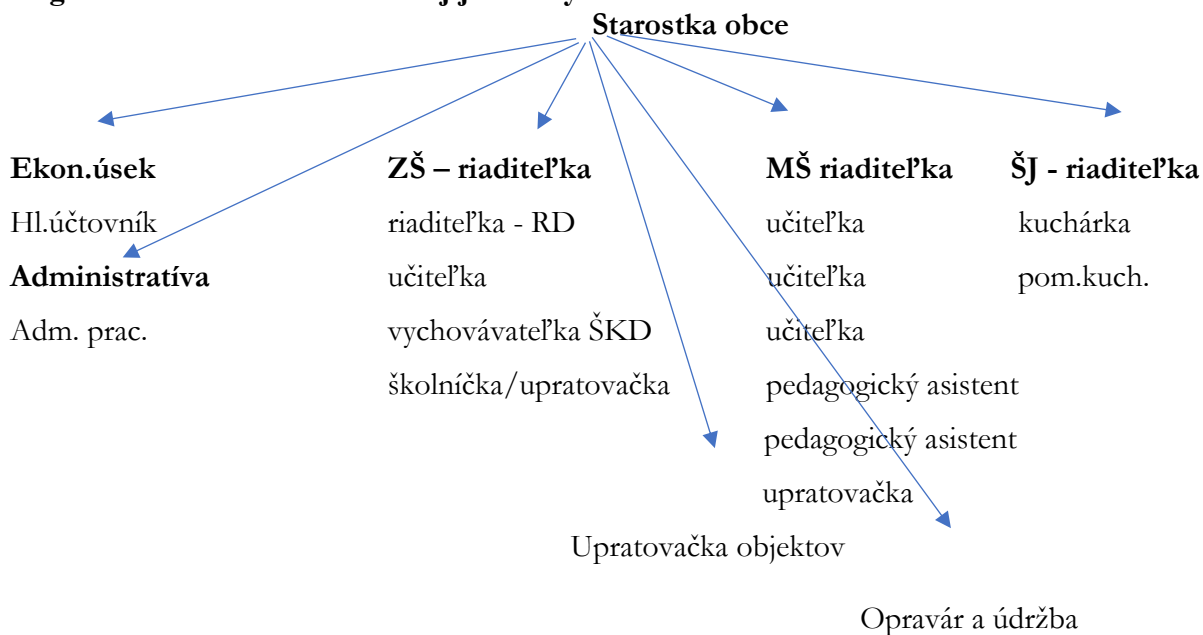 Starostka obce
Ekon.úsek
Hl.účtovník
Administratíva
Adm. prac.
ZŠ – riaditeľka
riaditeľka - RD
učiteľka
vychovávateľka ŠKD
školníčka/upratovačka
MŠ riaditeľka
učiteľka
učiteľka
učiteľka
pedagogický asistent
pedagogický asistent
upratovačka
ŠJ - riaditeľka
kuchárka
pom.kuch.
Upratovačka objektov
Opravár a údržba